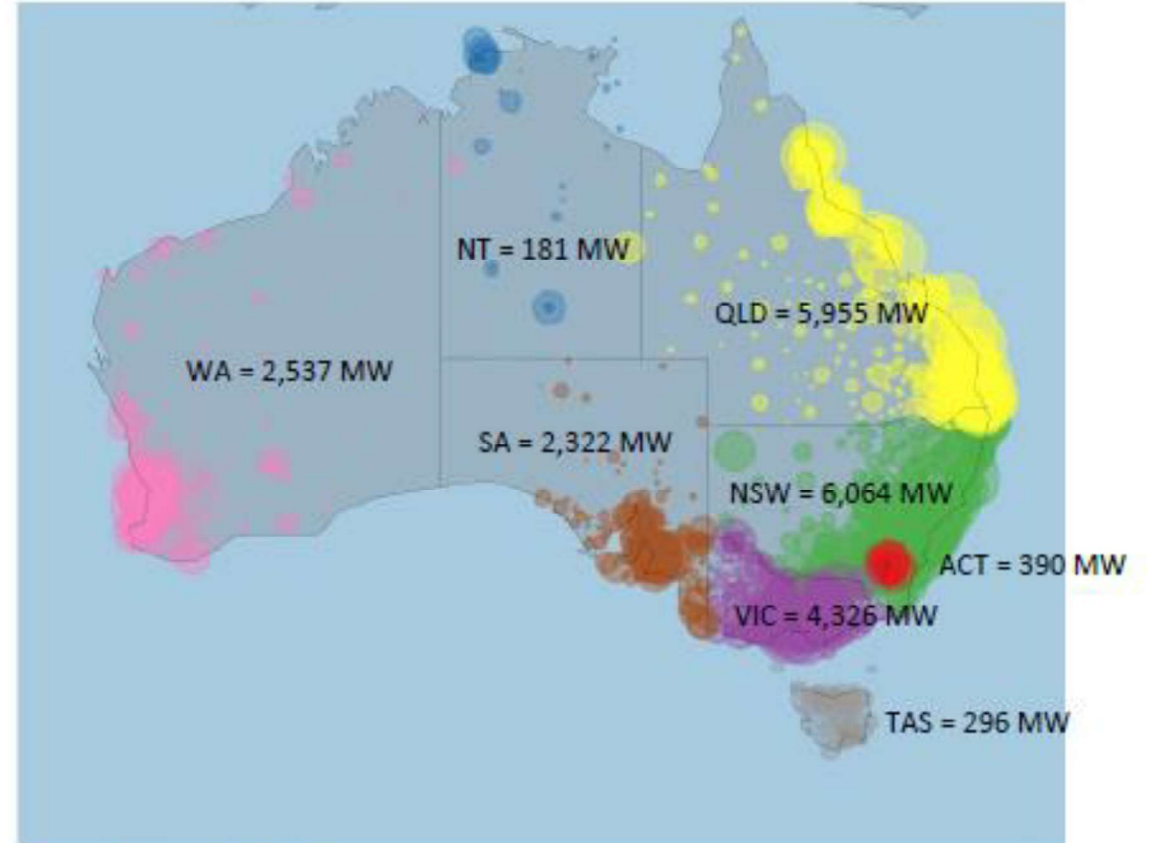 NT = 181 MW
QLD = 5,955 MW
WA = 2,537 MW
SA = 2,322 MW
NSW = 6,064 MW
ACT = 390 MW
VIC = 4,326 MW
TAS = 296 MW